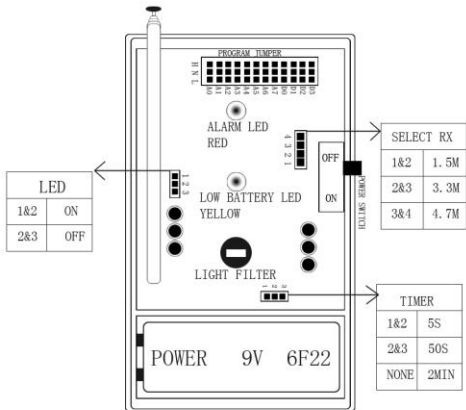 PROGRAM JUMPER
H N L
A0 A1 A2 A3 A4 A5 A6 A7 D0 D1 D2 D3
ALARM LED
RED
4 3 2 1
OFF
ON
POWER SWITCH
SELECT RX
1&2 1.5M
2&3 3.3M
3&4 4.7M
LED
1&2 ON
2&3 OFF
1 2 3
LOW BATTERY LED
YELLOW
LIGHT FILTER
1 2 3
TIMER
1&2 5S
2&3 50S
NONE 2MIN
POWER 9V 6F22